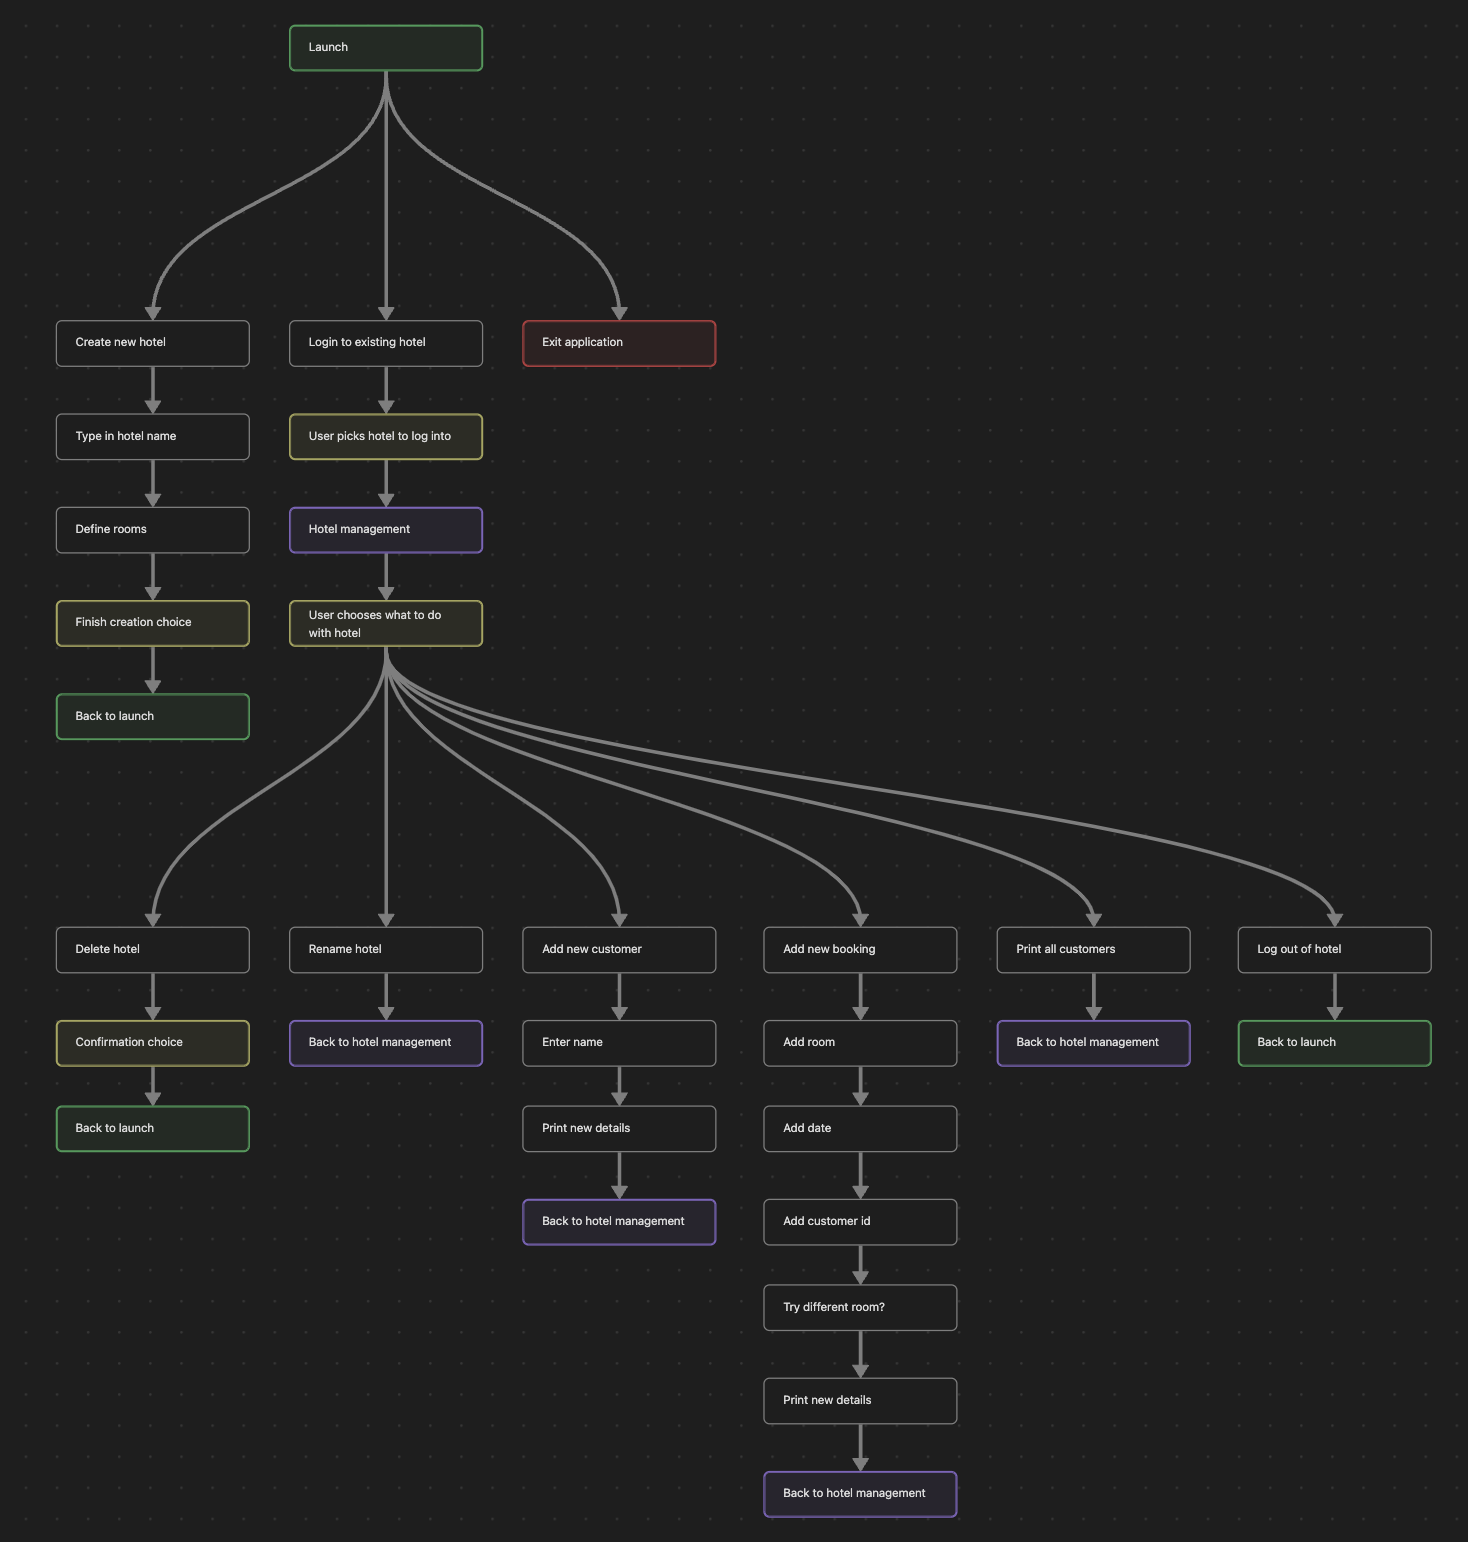 Launch
Create new hotel
Login to existing hotel
Exit application
Type in hotel name
User picks hotel to log into
Define rooms
Hotel management
Finish creation choice
User chooses what to do
with hotel
Back to launch
Delete hotel
Rename hotel
Add new customer
Add new booking
Print all customers
Log out of hotel
Confirmation choice
Back to hotel management
Enter name
Add room
Back to hotel management
Back to launch
Back to launch
Print new details
Add date
Back to hotel management
Add customer id
Try different room?
Print new details
Back to hotel management